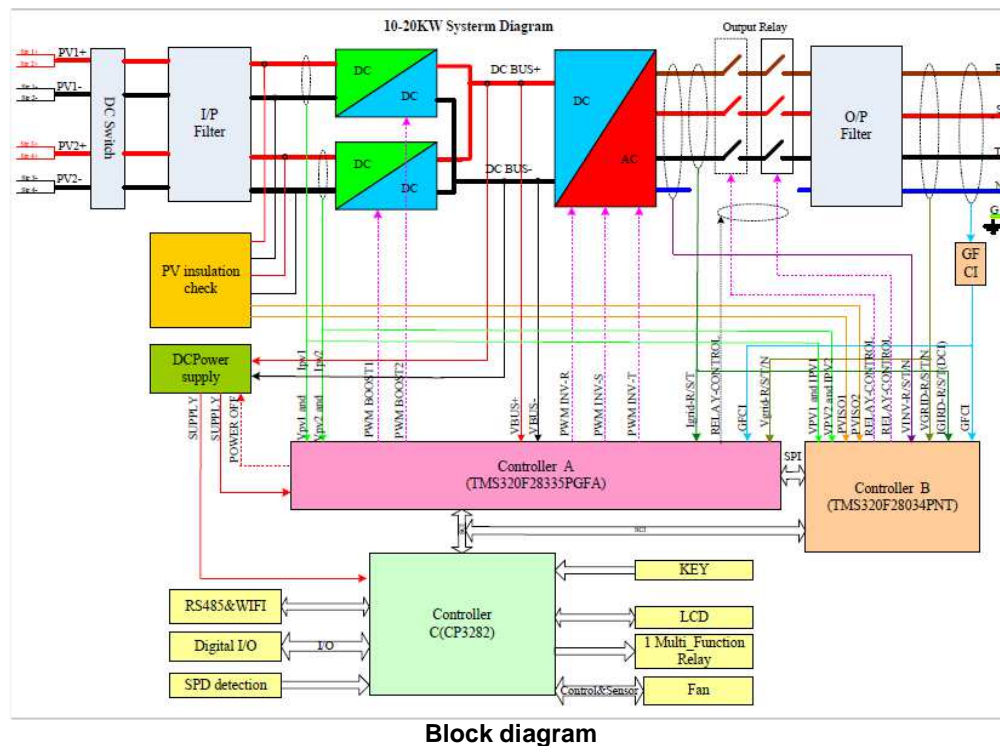 10-20KW Systerm Diagram
Output Relay
Str 1+
Str 2+
PV1+
PV1-
PV2+
PV2-
DC Switch
I/P
Filter
DC
DC
DC
DC
DC BUS+
DC BUS-
DC
AC
O/P
Filter
T
N
G
GF
CI
PV insulation
check
DCPower
supply
SUPPLY
SUPPLY
POWER OFF
Vpv1 and Ipv1
Vpv2 and Ipv2
PWM BOOST1
PWM BOOST2
VBUS+
VBUS-
PWM INV-R
PWM INV-S
PWM INV-T
Igrid-R/S/T
RELAY-CONTROL
GFCI
Vgrid-R/S/T/N
VPV1 and IPV1
VPV2 and IPV2
PVISO1
PVISO2
RELAY-CONTROL
RELAY-CONTROL
VINV-R/S/T/N
VGRID-R/S/T/N
IGRID-R/S/T(DCI)
GFCI
Controller A
(TMS320F28335PGFA)
SPI
Controller B
(TMS320F28034PNT)
Controller
C(CP3282)
RS485&WIFI
Digital I/O
I/O
SPD detection
KEY
LCD
1 Multi_Function
Relay
Control&Sensor
Fan
Block diagram